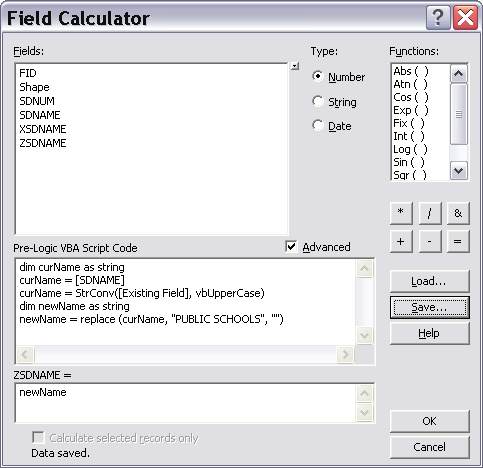 Field Calculator
Fields:
Type:
Functions:
FID
Shape
SDNUM
SDNAME
XSDNAME
ZSDNAME
Number
String
Date
Abs ( )
Atn ( )
Cos ( )
Exp ( )
Fix ( )
Int ( )
Log ( )
Sin ( )
Sqr ( )
* / &
+ - =
Pre-Logic VBA Script Code
Advanced
dim curName as string
curName = [SDNAME]
curName = StrConv([Existing Field], vbUpperCase)
dim newName as string
newName = replace (curName, "PUBLIC SCHOOLS", "")
Load...
Save...
Help
ZSDNAME =
newName
Calculate selected records only
Data saved.
OK
Cancel